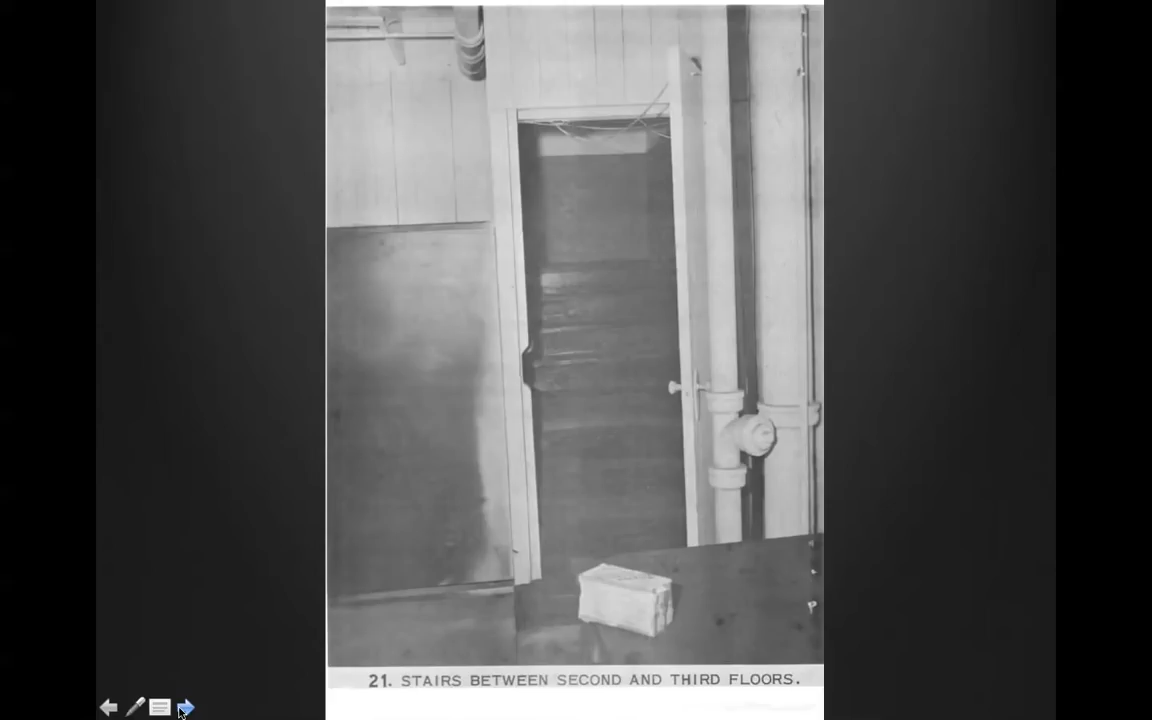 21. STAIRS BETWEEN SECOND AND THIRD FLOORS.